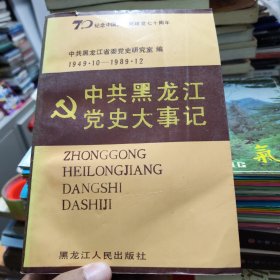 70 纪念中国共产党成立七十周年
中共黑龙江省委党史研究室 编
1949·10—1989·12
中共黑龙江
党史大事记
ZHONGGONG
HEILONGJIANG
DANGSHI
DASHIJI
黑龙江人民出版社